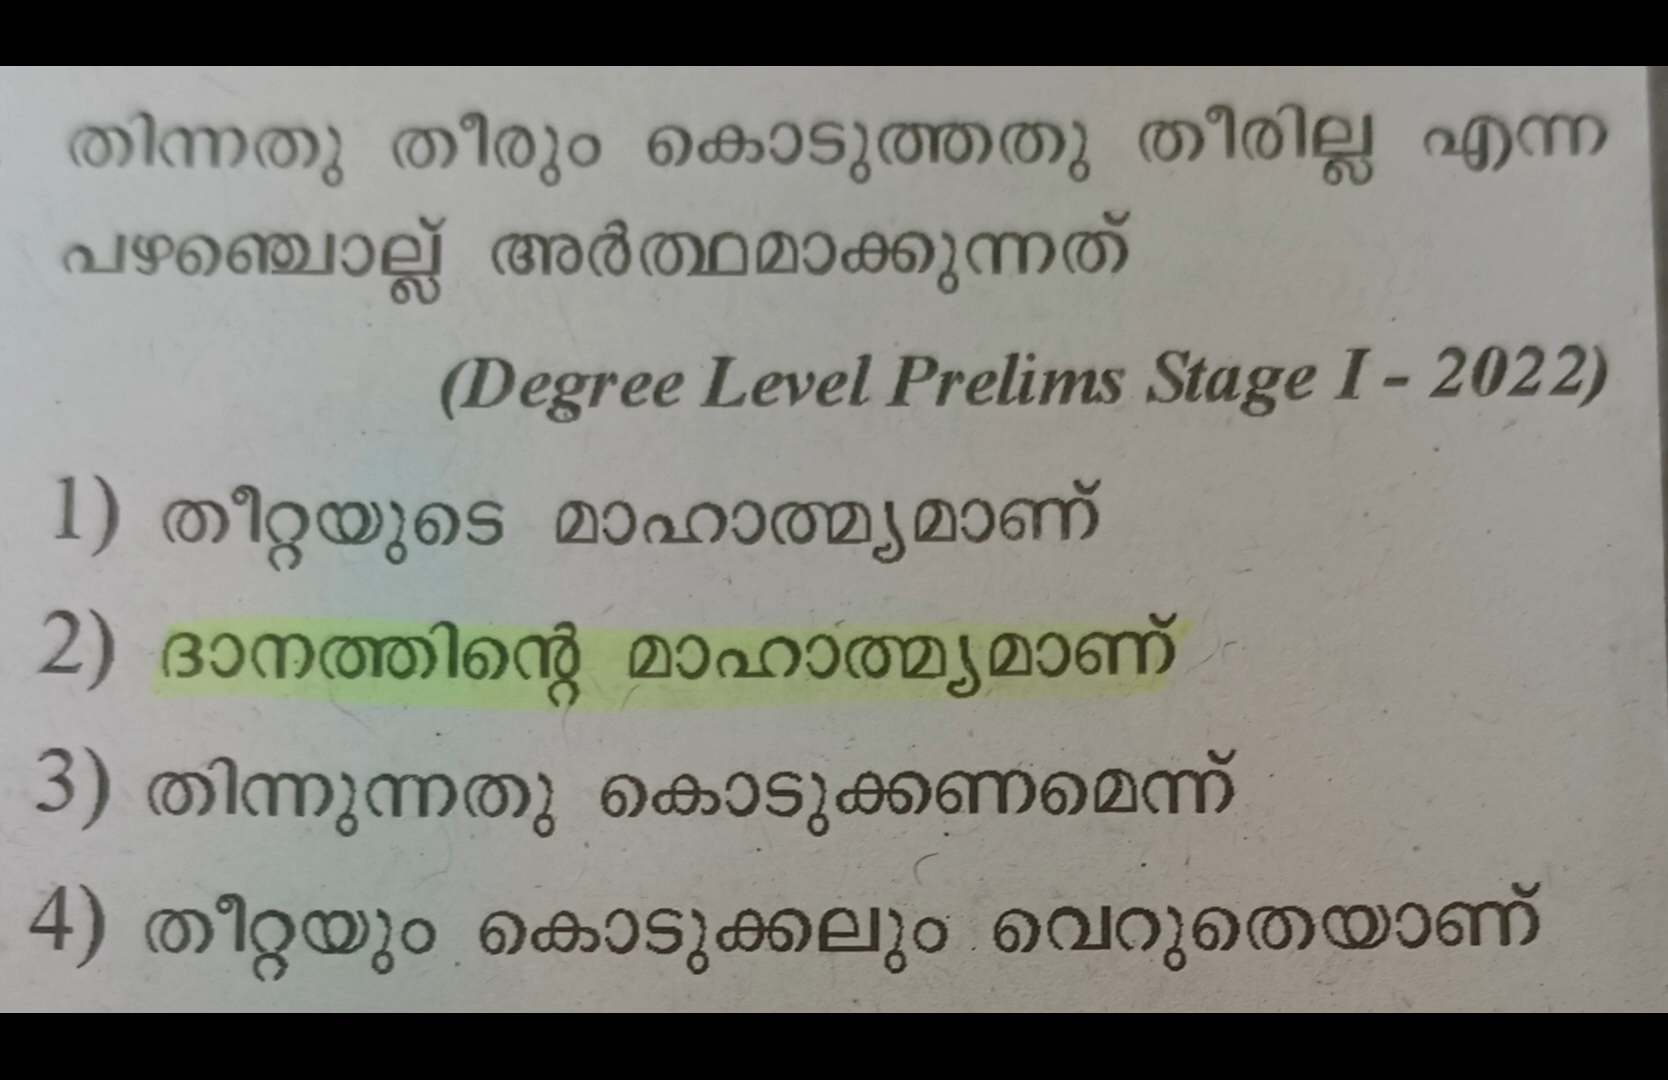 തിന്നതു തീരും കൊടുത്തതു തീരില്ല എന്ന
പഴഞ്ചൊല്ല് അർത്ഥമാക്കുന്നത്
(Degree Level Prelims Stage I - 2022)
1) തീറ്റയുടെ മാഹാത്മ്യമാണ്
2) ദാനത്തിന്റെ മാഹാത്മ്യമാണ്
3) തിന്നുന്നതു കൊടുക്കണമെന്ന്
4) തീറ്റയും കൊടുക്കലും വെറുതെയാണ്